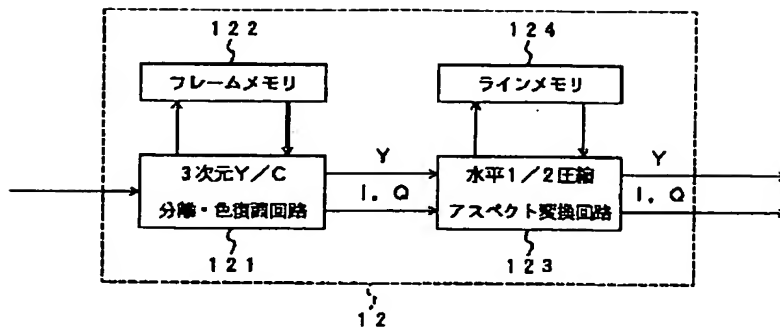 122
124
フレームメモリ
ラインメモリ
3次元Y/C
分離・色復調回路
Y
I, Q
水平1/2圧縮
アスペクト変換回路
Y
I, Q
121
123
12